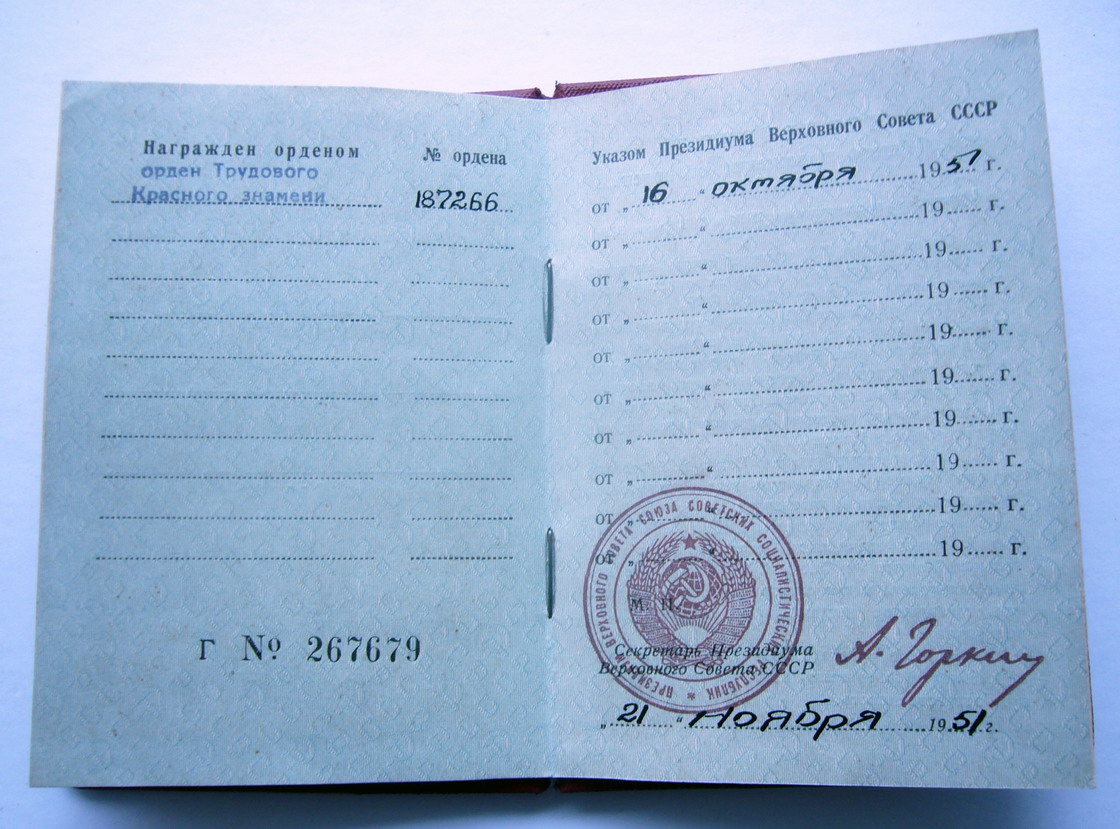 Награжден орденом № ордена
орден Трудового
Красного знамени 187266
Г № 267679
Указом Президиума Верховного Совета СССР
от „16“ октября 1951 г.
от „ “ 19 г.
от „ “ 19 г.
от „ “ 19 г.
от „ “ 19 г.
от „ “ 19 г.
от „ “ 19 г.
от „ “ 19 г.
от „ “ 19 г.
от „ “ 19 г.
ПРЕЗИДИУМ ВЕРХОВНОГО СОВЕТА СОЮЗА СОВЕТСКИХ СОЦИАЛИСТИЧЕСКИХ РЕСПУБЛИК
М. П.
Секретарь Президиума
Верховного Совета СССР
А. Горкин
„21“ Ноября 1951 г.